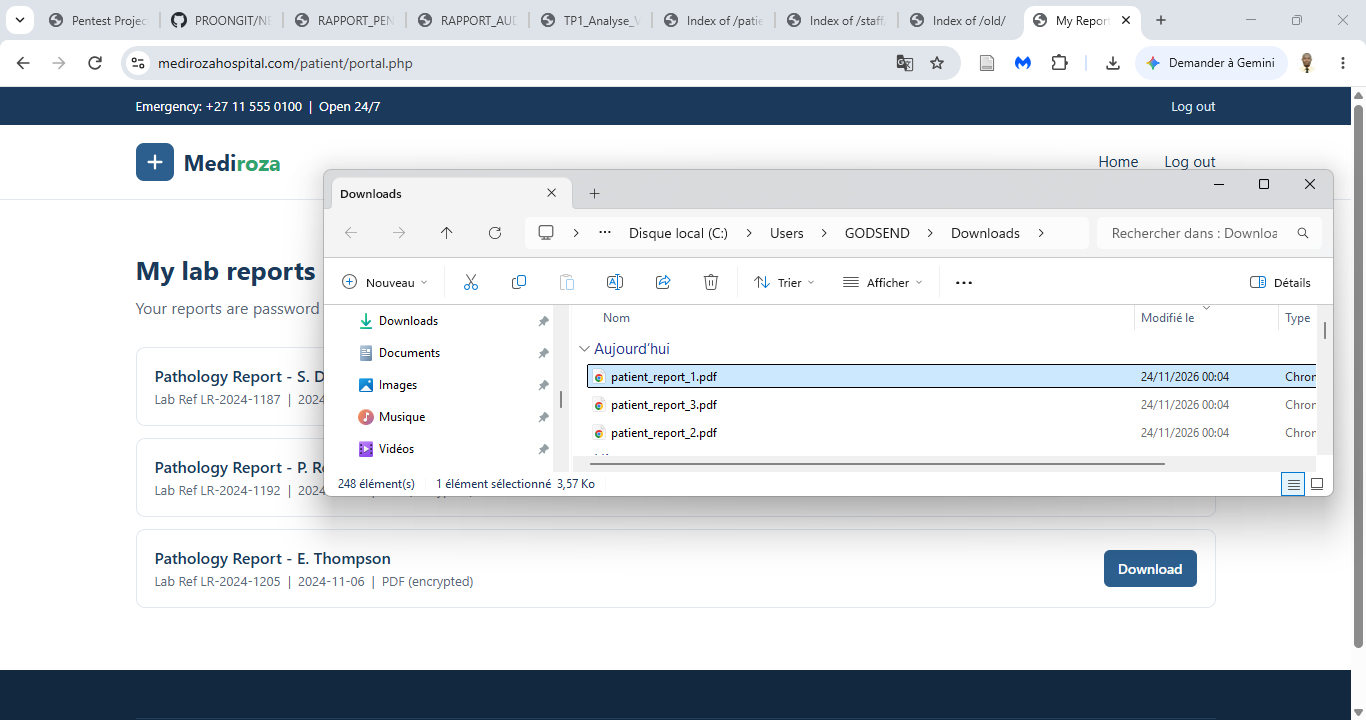 Pentest Projec
PROONGIT/NE
RAPPORT_PEN
RAPPORT_AUD
TP1_Analyse_V
Index of /patie
Index of /staff/
Index of /old/
My Report
medirozahospital.com/patient/portal.php
Demander à Gemini
Emergency: +27 11 555 0100 | Open 24/7
Log out
Mediroza
Home
Log out
Downloads
Disque local (C:)
Users
GODSEND
Downloads
Rechercher dans : Downloa
Nouveau
Trier
Afficher
Détails
Downloads
Documents
Images
Musique
Vidéos
Nom
Modifié le
Type
Aujourd'hui
patient_report_1.pdf
24/11/2026 00:04
Chron
patient_report_3.pdf
24/11/2026 00:04
Chron
patient_report_2.pdf
24/11/2026 00:04
Chron
248 élément(s)
1 élément sélectionné 3,57 Ko
My lab reports
Your reports are password
Pathology Report - S. D
Lab Ref LR-2024-1187 | 2024
Pathology Report - P. Re
Lab Ref LR-2024-1192 | 2024
Pathology Report - E. Thompson
Lab Ref LR-2024-1205 | 2024-11-06 | PDF (encrypted)
Download